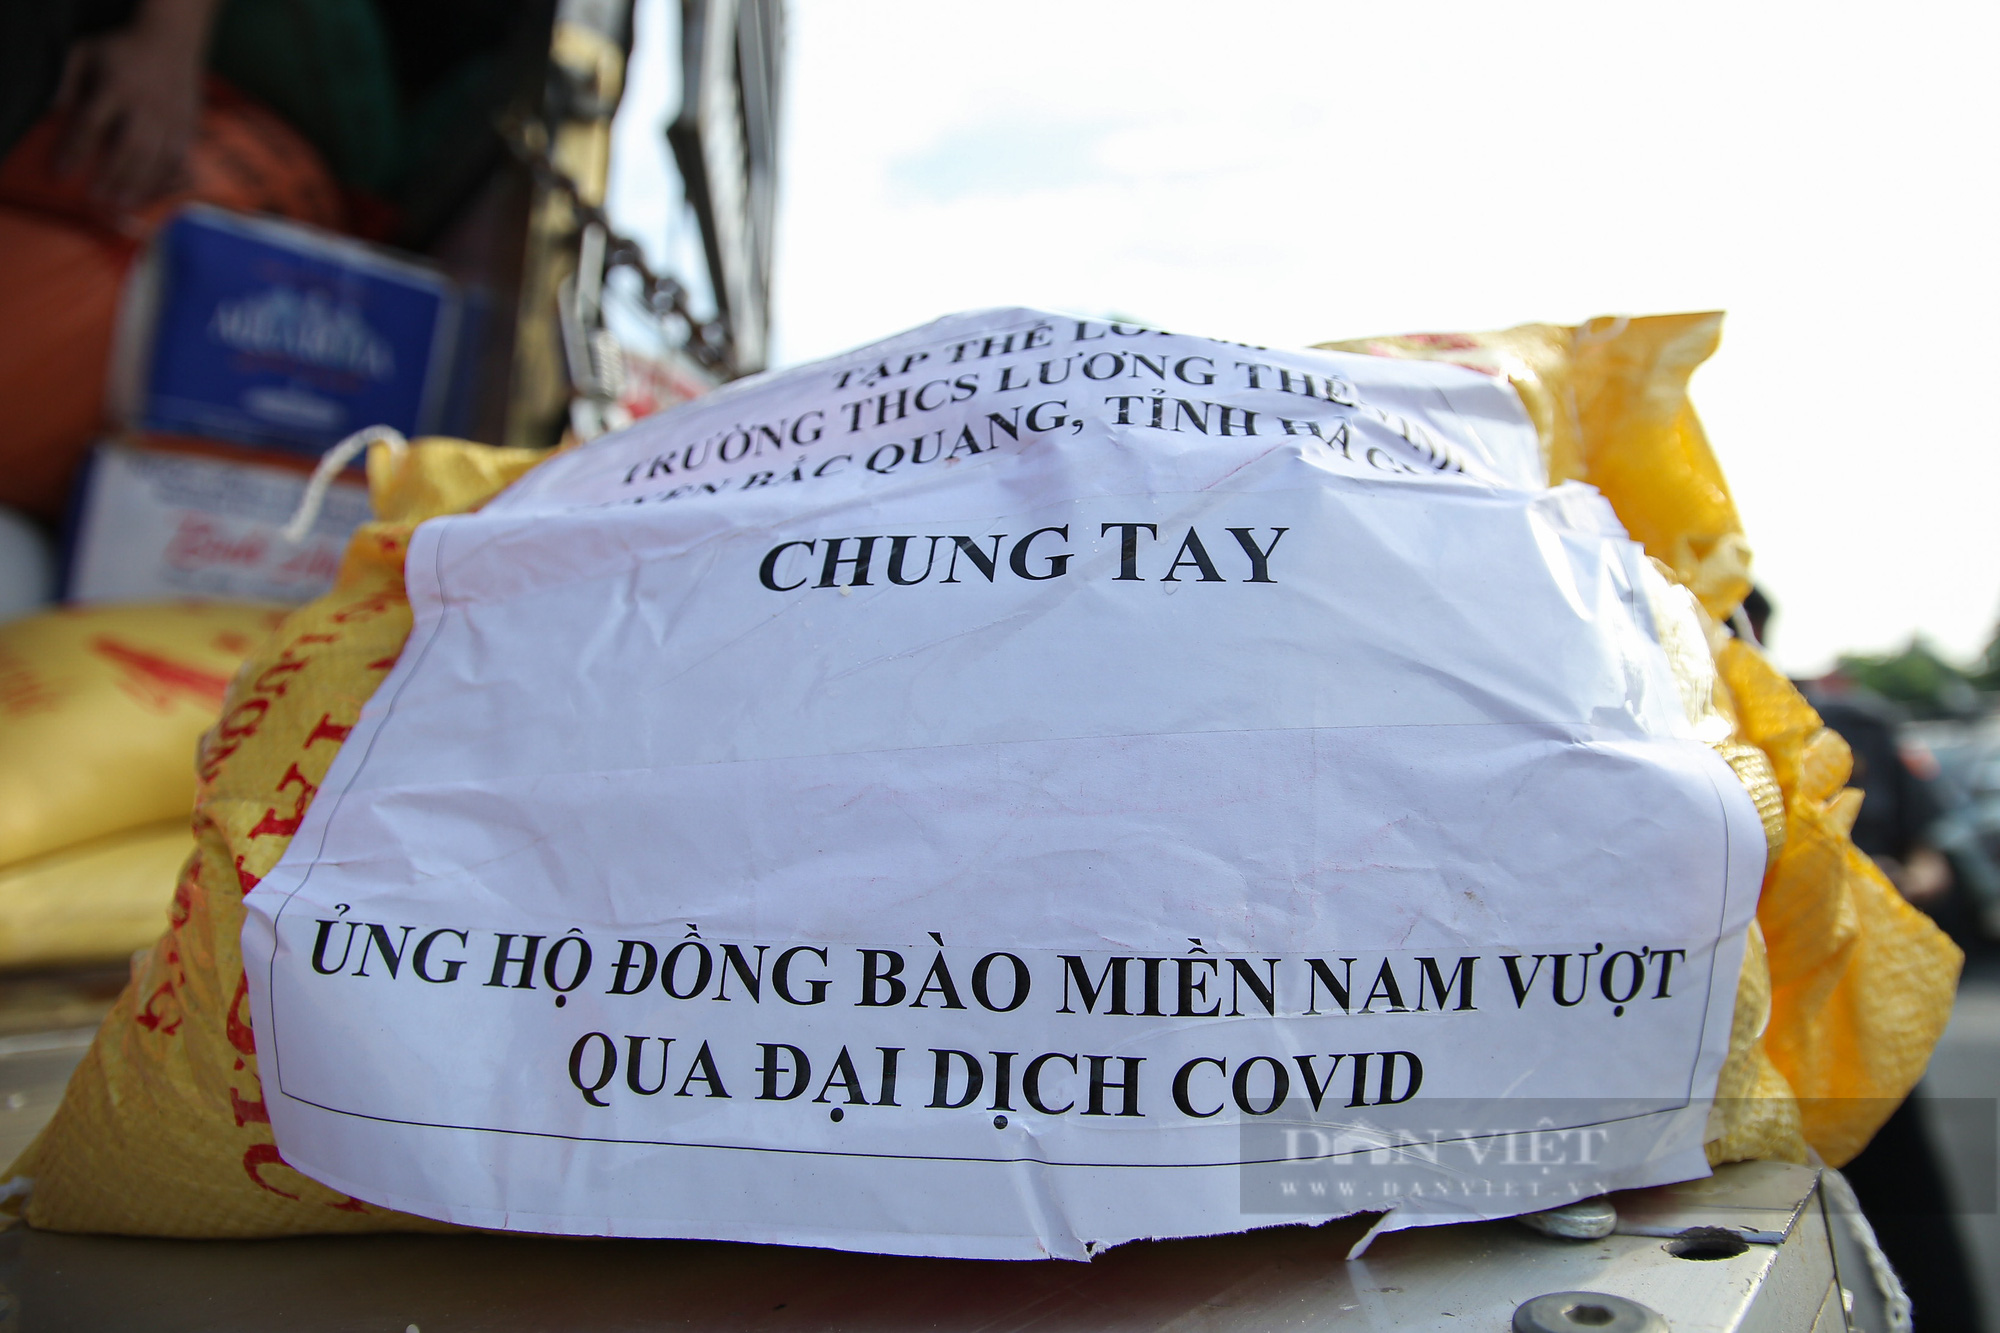 TẬP THỂ LỚP
TRƯỜNG THCS LƯƠNG THẾ VINH
BẮC QUANG, TỈNH HÀ
CHUNG TAY
ỦNG HỘ ĐỒNG BÀO MIỀN NAM VƯỢT
QUA ĐẠI DỊCH COVID
DÂN VIỆT
WWW.DANVIET.VN